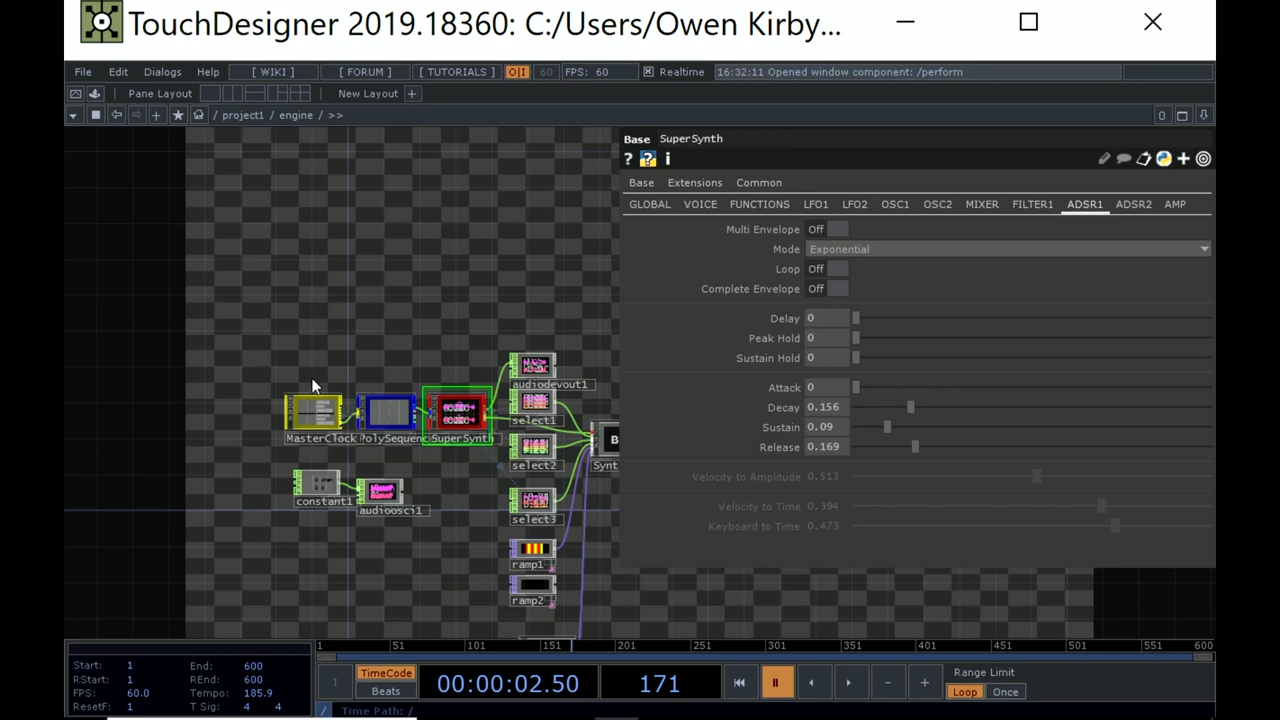 TouchDesigner 2019.18360: C:/Users/Owen Kirby...
File Edit Dialogs Help [ WIKI ] [ FORUM ] [ TUTORIALS ] O|I 60 FPS: 60 Realtime 16:32:11 Opened window component: /perform
Pane Layout New Layout +
/ project1 / engine / >> 0
Base SuperSynth
? ? i
Base Extensions Common
GLOBAL VOICE FUNCTIONS LFO1 LFO2 OSC1 OSC2 MIXER FILTER1 ADSR1 ADSR2 AMP
Multi Envelope Off
Mode Exponential
Loop Off
Complete Envelope Off
Delay 0
Peak Hold 0
Sustain Hold 0
Attack 0
Decay 0.156
Sustain 0.09
Release 0.169
Velocity to Amplitude 0.513
Velocity to Time 0.394
Keyboard to Time 0.473
audiodevout1
select1
MasterClock PolySequenc SuperSynth
B
select2 Synt
constant1 audioosci1
select3
ramp1
ramp2
1 51 101 151 201 251 301 351 401 451 501 551 600
Start: 1 End: 600
RStart: 1 REnd: 600
FPS: 60.0 Tempo: 185.9
ResetF: 1 T Sig: 4 4
TimeCode
Beats
00:00:02.50 171
- +
Range Limit
Loop Once
/ Time Path: /